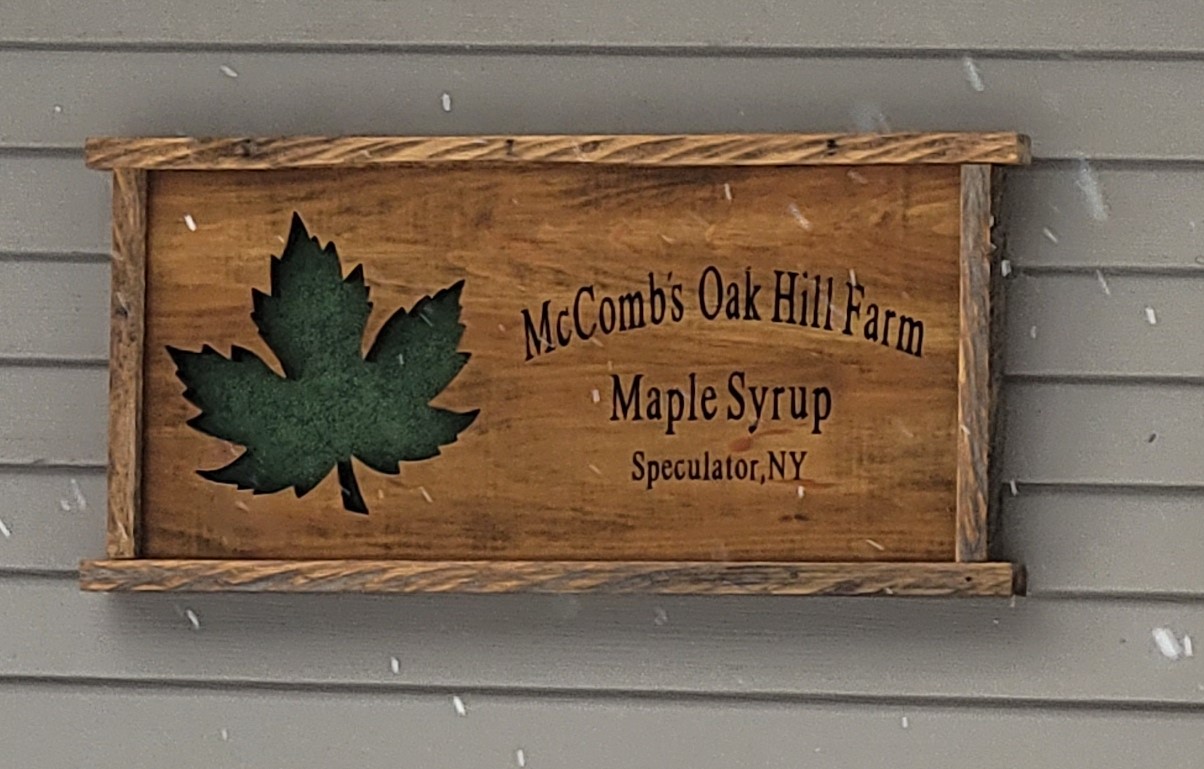 McComb's Oak Hill Farm
Maple Syrup
Speculator,NY